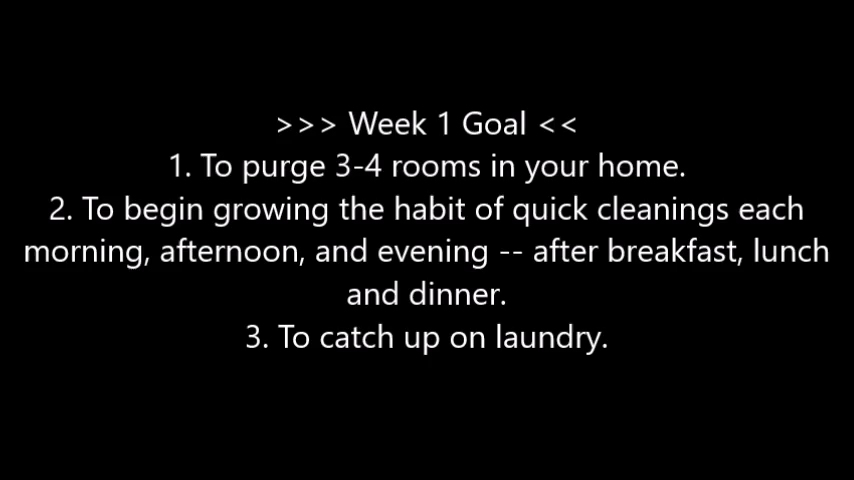 >>> Week 1 Goal <<
1. To purge 3-4 rooms in your home.
2. To begin growing the habit of quick cleanings each
morning, afternoon, and evening -- after breakfast, lunch
and dinner.
3. To catch up on laundry.